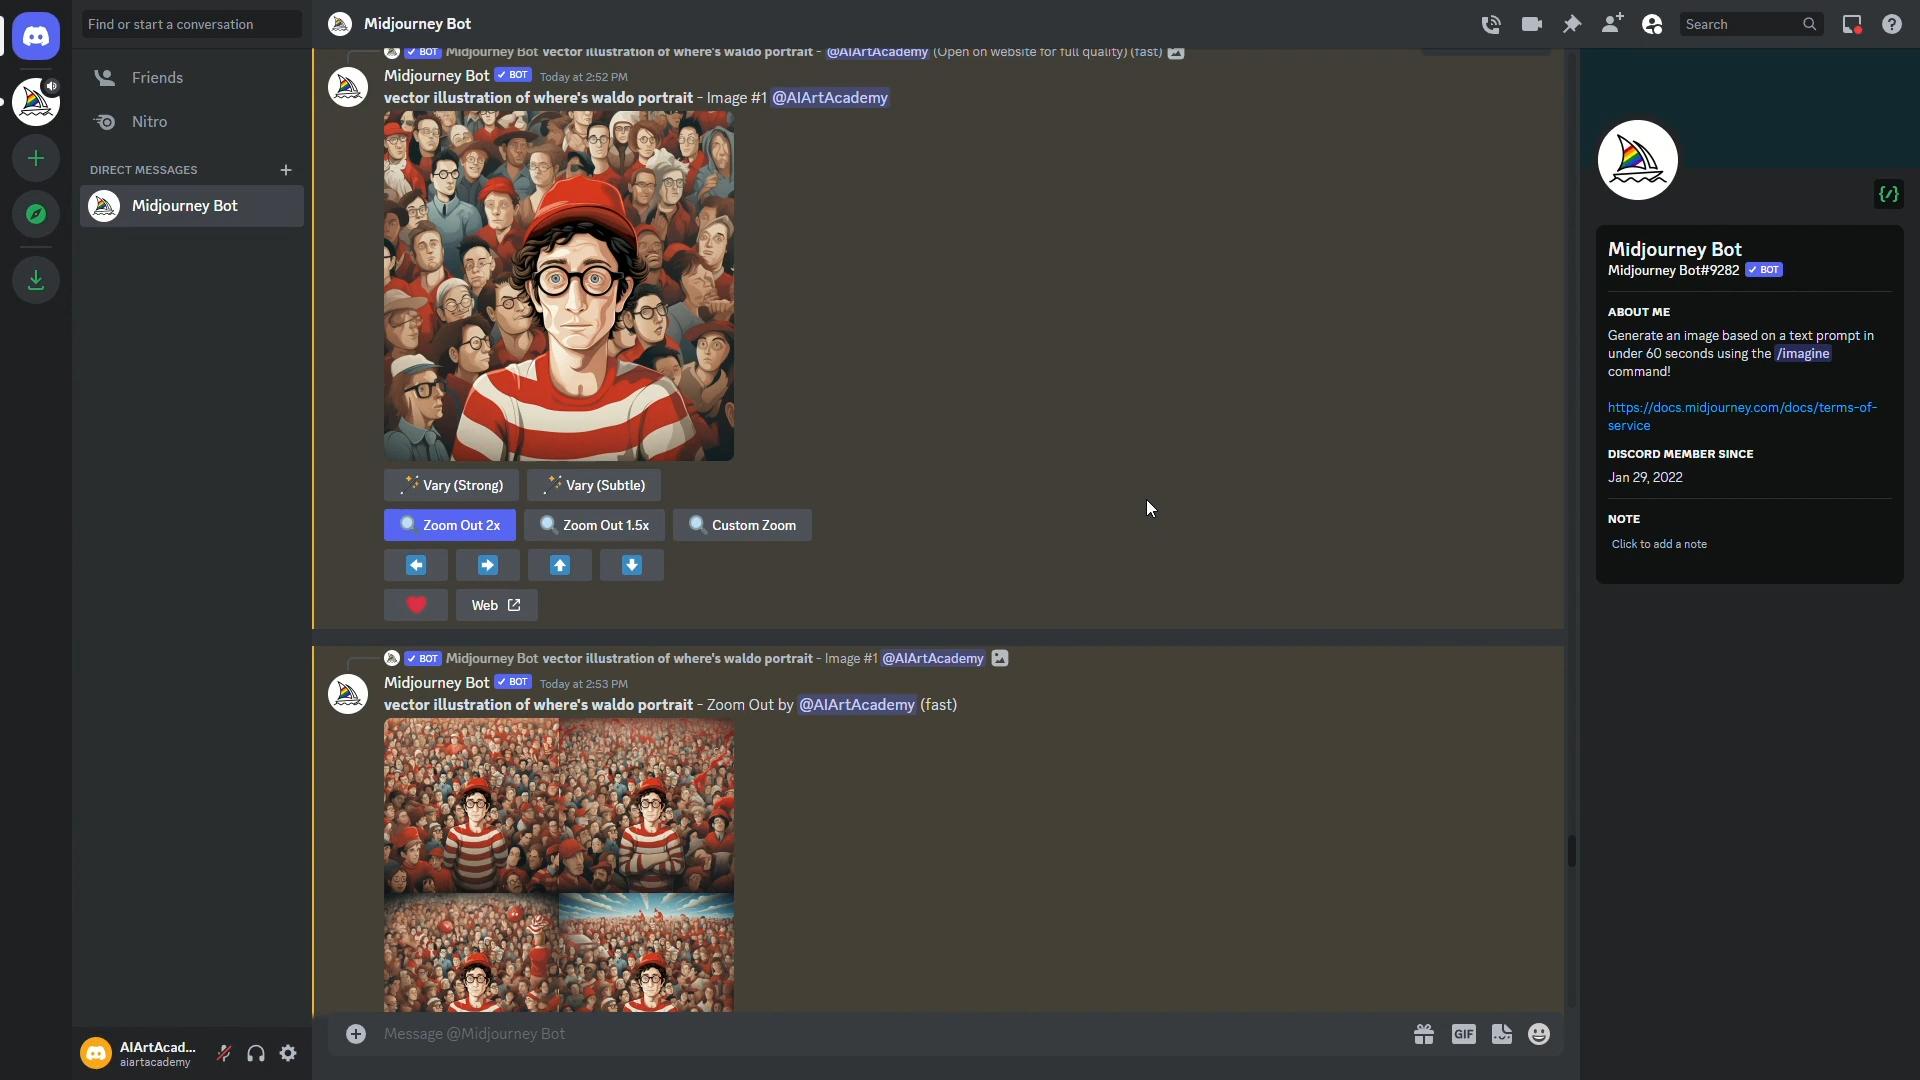 Find or start a conversation
Midjourney Bot
Search
Friends
Nitro
DIRECT MESSAGES
Midjourney Bot
BOT Midjourney Bot vector illustration of where's waldo portrait - @AIArtAcademy (Open on website for full quality) (fast)
Midjourney Bot BOT Today at 2:52 PM
vector illustration of where's waldo portrait - Image #1 @AIArtAcademy
Vary (Strong) Vary (Subtle)
Zoom Out 2x Zoom Out 1.5x Custom Zoom
Web
BOT Midjourney Bot vector illustration of where's waldo portrait - Image #1 @AIArtAcademy
Midjourney Bot BOT Today at 2:53 PM
vector illustration of where's waldo portrait - Zoom Out by @AIArtAcademy (fast)
Message @Midjourney Bot
GIF
AIArtAcad...
aiartacademy
Midjourney Bot
Midjourney Bot#9282 BOT
ABOUT ME
Generate an image based on a text prompt in
under 60 seconds using the /imagine
command!
https://docs.midjourney.com/docs/terms-of-
service
DISCORD MEMBER SINCE
Jan 29, 2022
NOTE
Click to add a note